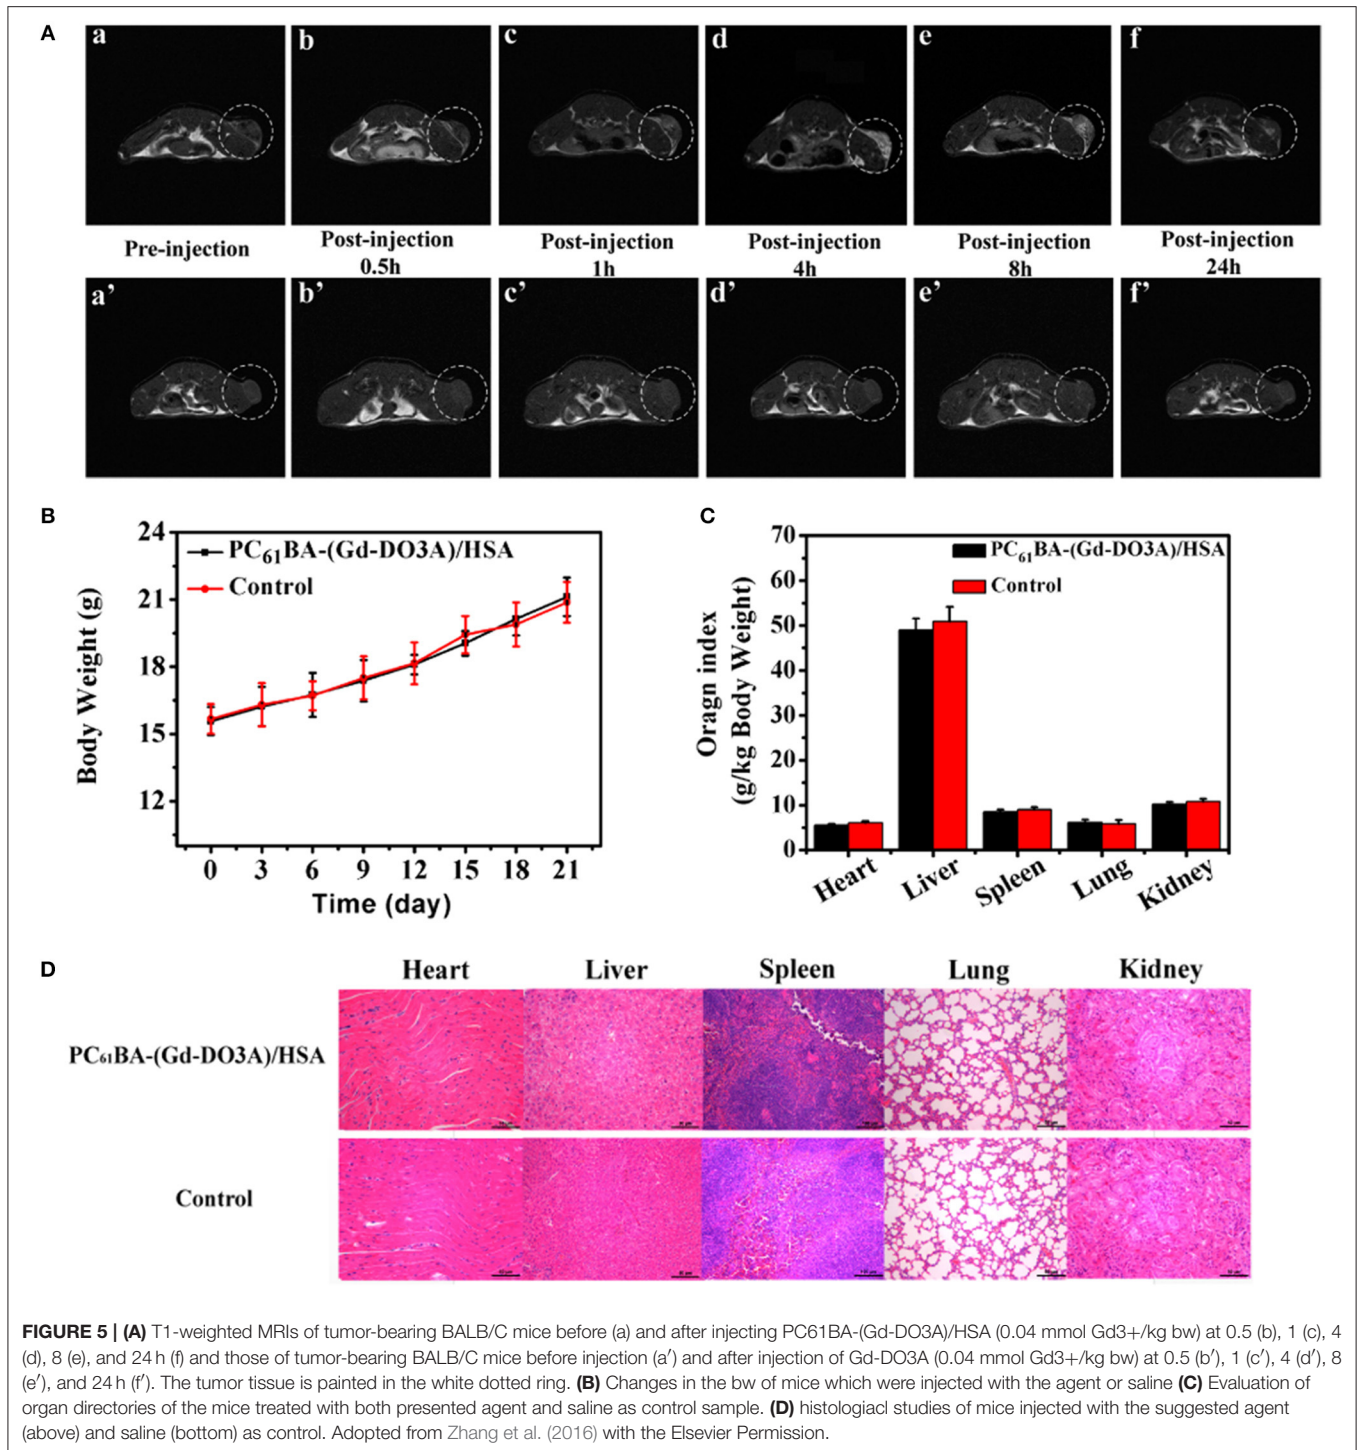 A
a b c d e f
Pre-injection
Post-injection 0.5h
Post-injection 1h
Post-injection 4h
Post-injection 8h
Post-injection 24h
a’ b’ c’ d’ e’ f’
B
24
21
18
15
12
Body Weight (g)
PC61BA-(Gd-DO3A)/HSA
Control
0 3 6 9 12 15 18 21
Time (day)
C
70
60
50
40
30
20
10
0
Oragn index
(g/kg Body Weight)
PC61BA-(Gd-DO3A)/HSA
Control
Heart Liver Spleen Lung Kidney
D
Heart Liver Spleen Lung Kidney
PC61BA-(Gd-DO3A)/HSA
Control
FIGURE 5 | (A) T1-weighted MRIs of tumor-bearing BALB/C mice before (a) and after injecting PC61BA-(Gd-DO3A)/HSA (0.04 mmol Gd3+/kg bw) at 0.5 (b), 1 (c), 4
(d), 8 (e), and 24 h (f) and those of tumor-bearing BALB/C mice before injection (a′) and after injection of Gd-DO3A (0.04 mmol Gd3+/kg bw) at 0.5 (b′), 1 (c′), 4 (d′), 8
(e′), and 24 h (f′). The tumor tissue is painted in the white dotted ring. (B) Changes in the bw of mice which were injected with the agent or saline (C) Evaluation of
organ directories of the mice treated with both presented agent and saline as control sample. (D) histologiacl studies of mice injected with the suggested agent
(above) and saline (bottom) as control. Adopted from Zhang et al. (2016) with the Elsevier Permission.